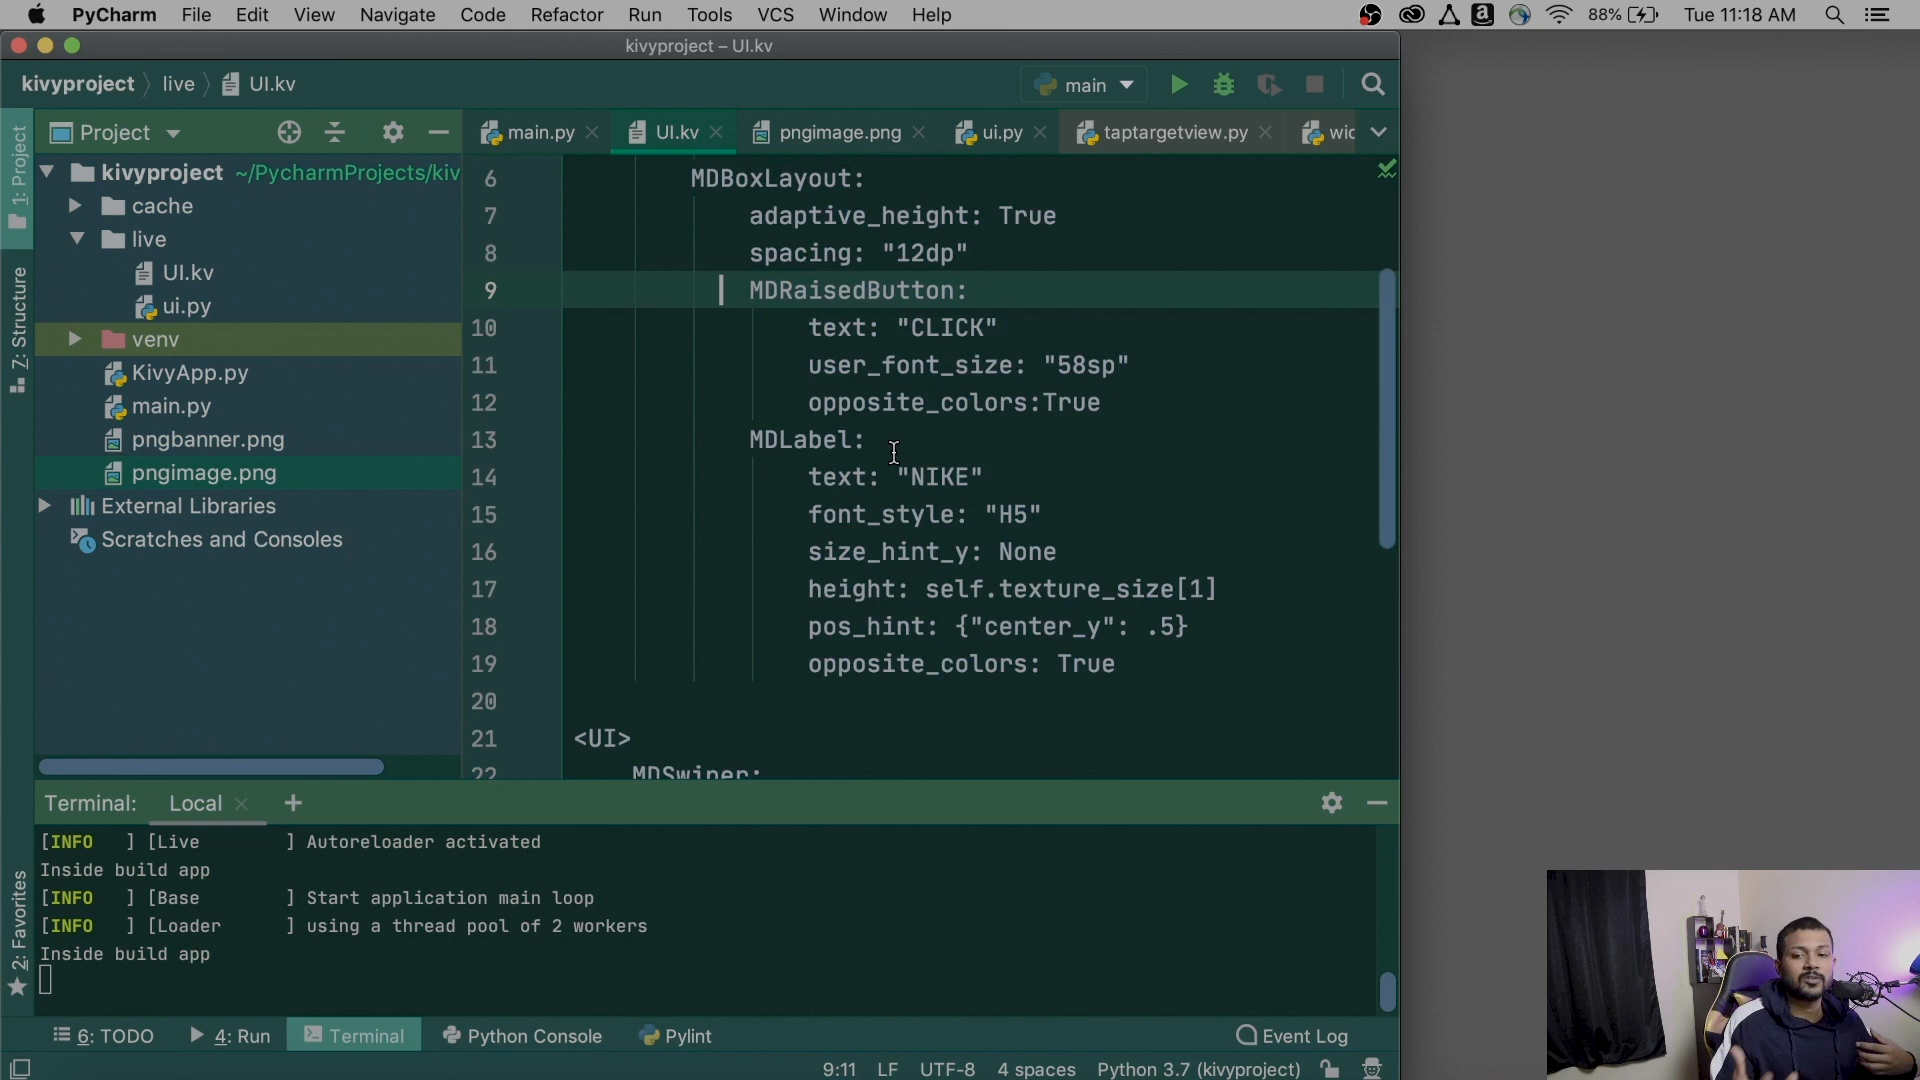 PyCharm File Edit View Navigate Code Refactor Run Tools VCS Window Help
88% Tue 11:18 AM
kivyproject – UI.kv
kivyproject live UI.kv
main
Project
main.py UI.kv pngimage.png ui.py taptargetview.py wic
1: Project
kivyproject ~/PycharmProjects/kiv
cache
live
UI.kv
ui.py
venv
KivyApp.py
main.py
pngbanner.png
pngimage.png
External Libraries
Scratches and Consoles
7: Structure
2: Favorites
6 MDBoxLayout:
7 adaptive_height: True
8 spacing: "12dp"
9 MDRaisedButton:
10 text: "CLICK"
11 user_font_size: "58sp"
12 opposite_colors:True
13 MDLabel:
14 text: "NIKE"
15 font_style: "H5"
16 size_hint_y: None
17 height: self.texture_size[1]
18 pos_hint: {"center_y": .5}
19 opposite_colors: True
20
21 <UI>
22 MDSwiper:
Terminal: Local
[INFO ] [Live ] Autoreloader activated
Inside build app
[INFO ] [Base ] Start application main loop
[INFO ] [Loader ] using a thread pool of 2 workers
Inside build app
6: TODO 4: Run Terminal Python Console Pylint Event Log
9:11 LF UTF-8 4 spaces Python 3.7 (kivyproject)